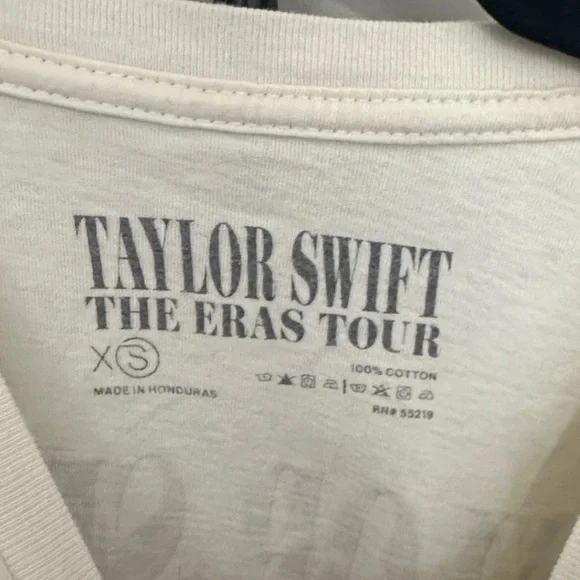 TAYLOR SWIFT
THE ERAS TOUR
XS
100% COTTON
MADE IN HONDURAS
RN# 55219